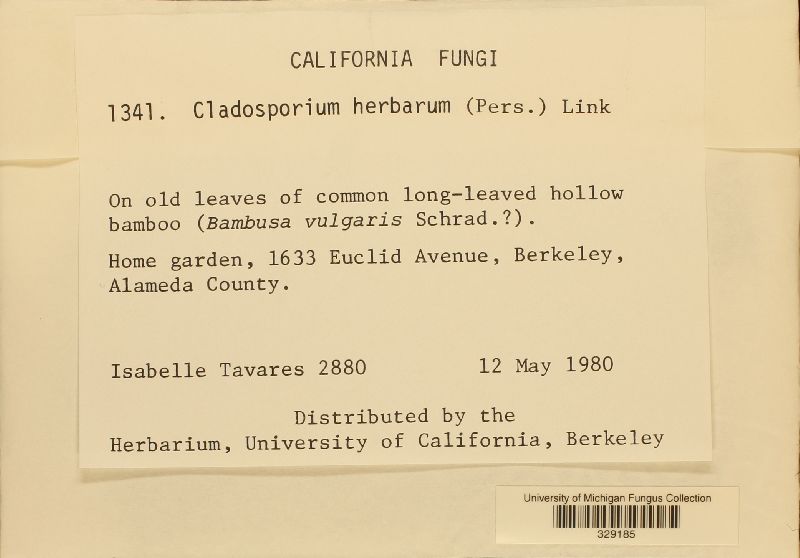 CALIFORNIA FUNGI
1341. Cladosporium herbarum (Pers.) Link
On old leaves of common long-leaved hollow
bamboo (Bambusa vulgaris Schrad.?).
Home garden, 1633 Euclid Avenue, Berkeley,
Alameda County.
Isabelle Tavares 2880 12 May 1980
Distributed by the
Herbarium, University of California, Berkeley
University of Michigan Fungus Collection
329185